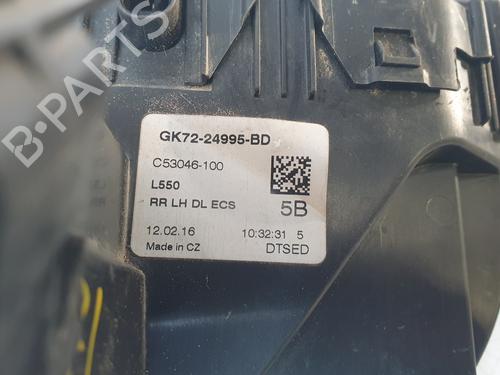 B-PARTS
GK72-24995-BD
C53046-100
L550
RR LH DL ECS 5B
12.02.16 10:32:31 5
Made in CZ DTSED